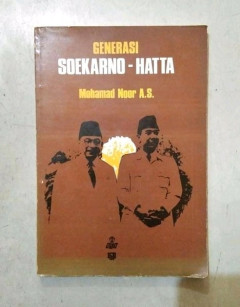 GENERASI
SOEKARNO - HATTA
Mohamad Noor A.S.